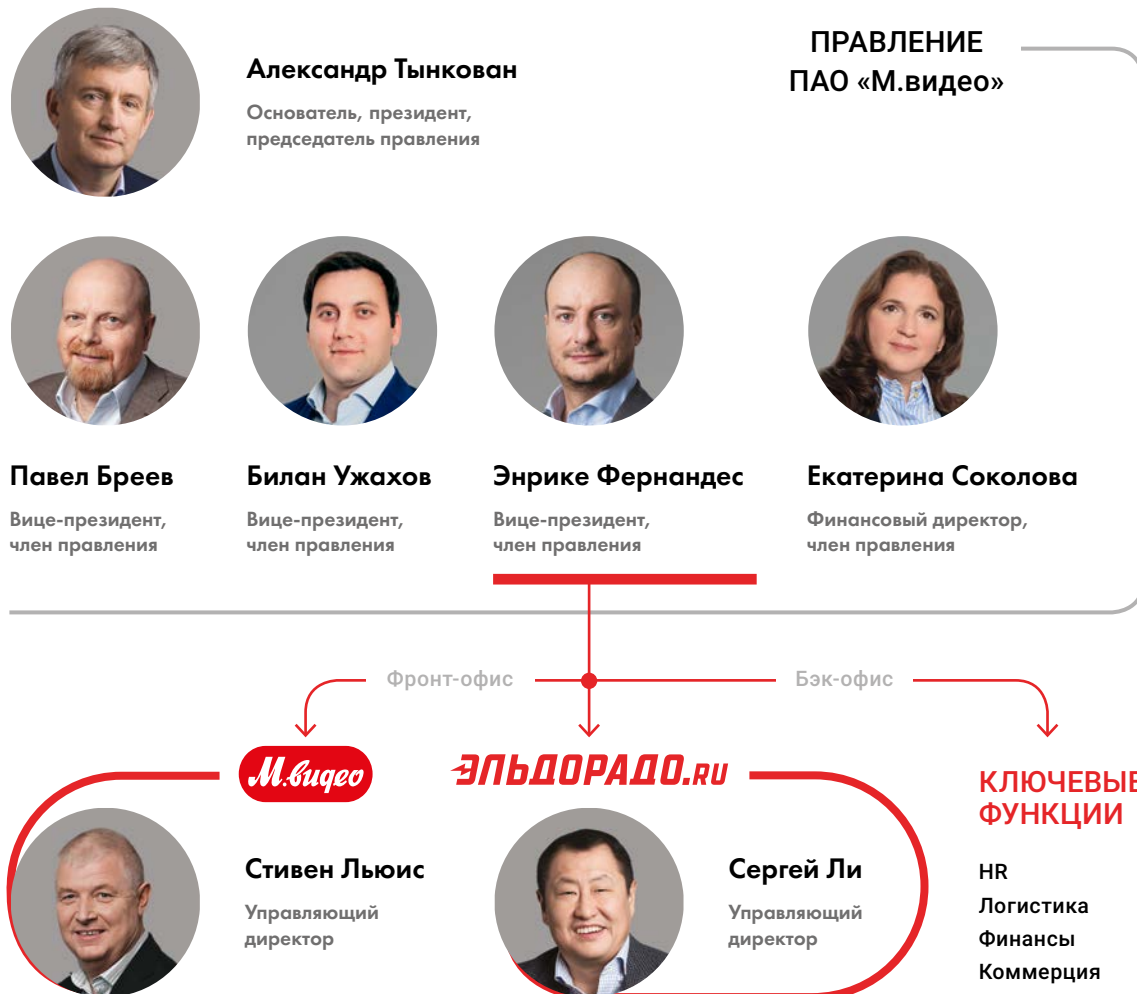 Александр Тынкован
Основатель, президент,
председатель правления
ПРАВЛЕНИЕ
ПАО «М.видео»
Павел Бреев
Вице-президент,
член правления
Билан Ужахов
Вице-президент,
член правления
Энрике Фернандес
Вице-президент,
член правления
Екатерина Соколова
Финансовый директор,
член правления
Фронт-офис
Бэк-офис
М.видео
ЭЛЬДОРАДО.RU
Стивен Льюис
Управляющий
директор
Сергей Ли
Управляющий
директор
КЛЮЧЕВЫЕ
ФУНКЦИИ
HR
Логистика
Финансы
Коммерция